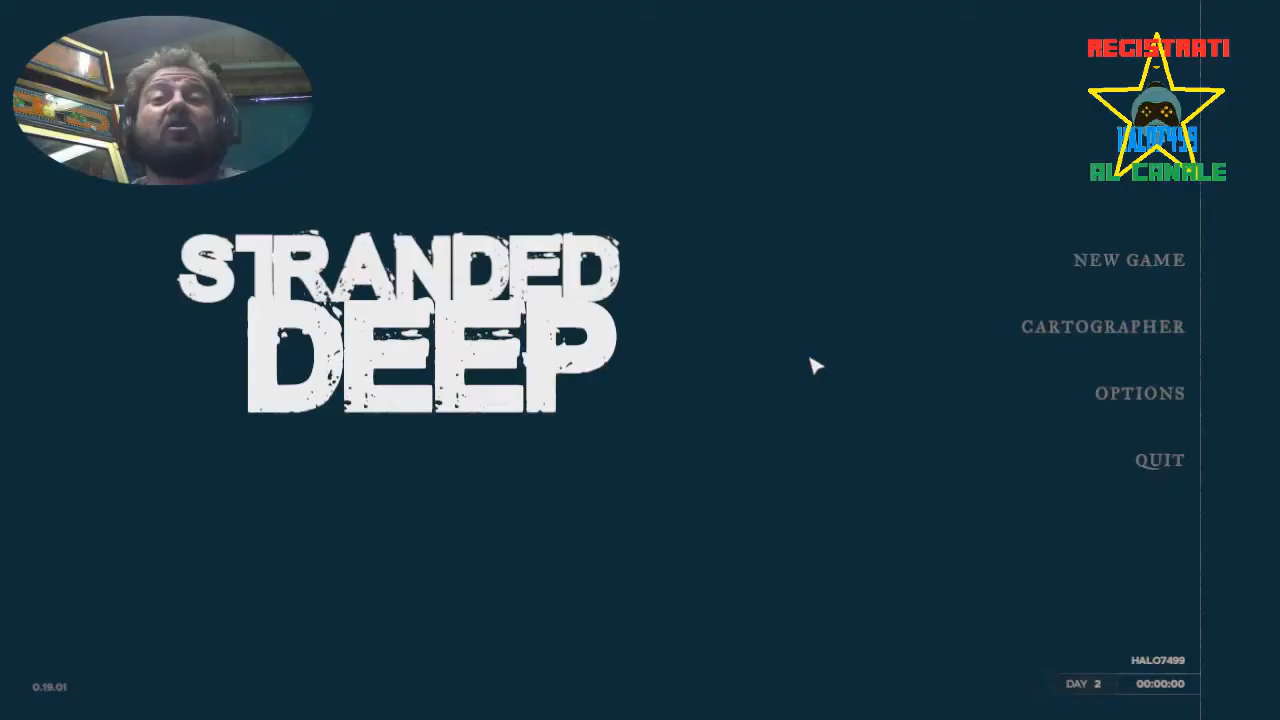 REGISTRATI
HALO7499
AL CANALE
STRANDED
DEEP
NEW GAME
CARTOGRAPHER
OPTIONS
QUIT
HALO7499
DAY 2 00:00:00
0.19.01